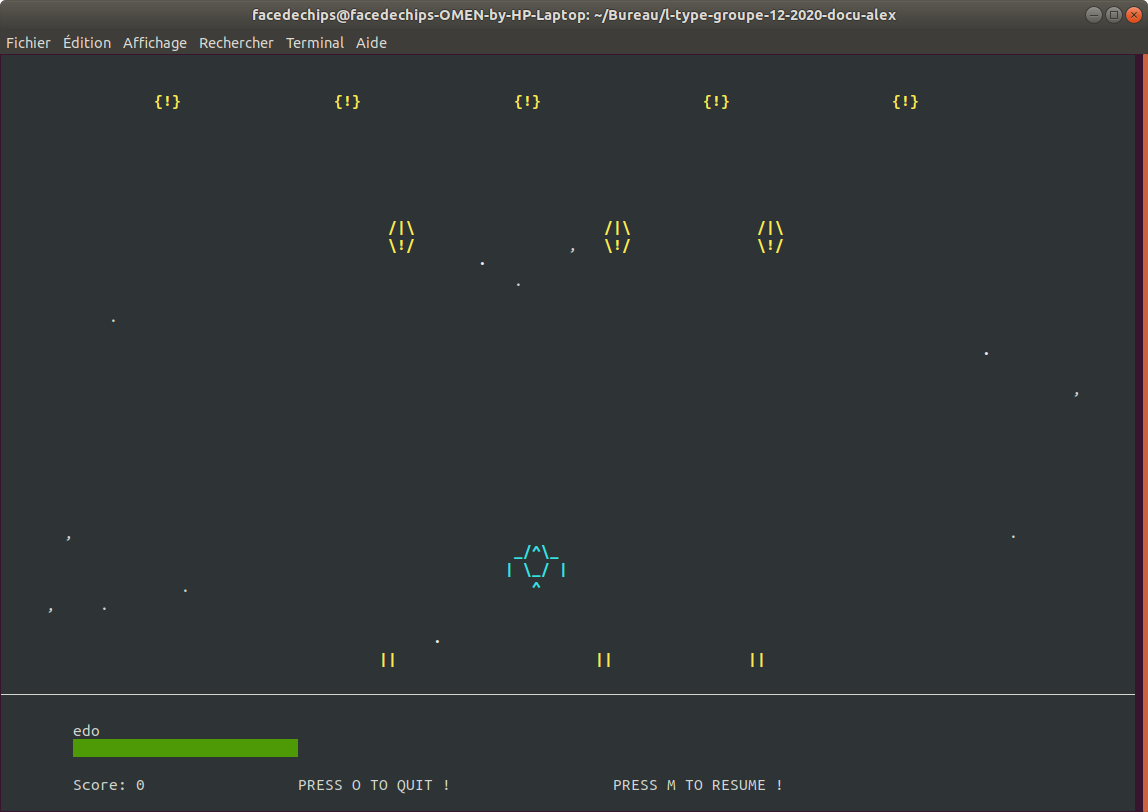 facedechips@facedechips-OMEN-by-HP-Laptop: ~/Bureau/l-type-groupe-12-2020-docu-alex
Fichier Édition Affichage Rechercher Terminal Aide
{!} {!} {!} {!} {!}
/|\ /|\ /|\
\!/ \!/ \!/
_/^\_
| \_/ |
^
|| || ||
edo
Score: 0 PRESS O TO QUIT ! PRESS M TO RESUME !